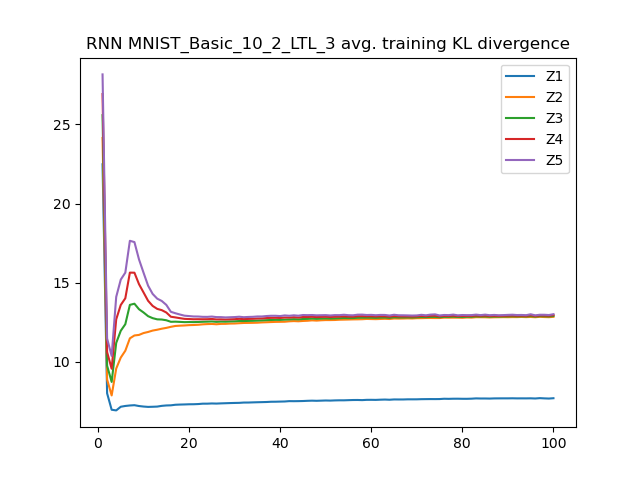 RNN MNIST_Basic_10_2_LTL_3 avg. training KL divergence
Z1
Z2
Z3
Z4
Z5
25
20
15
10
0 20 40 60 80 100